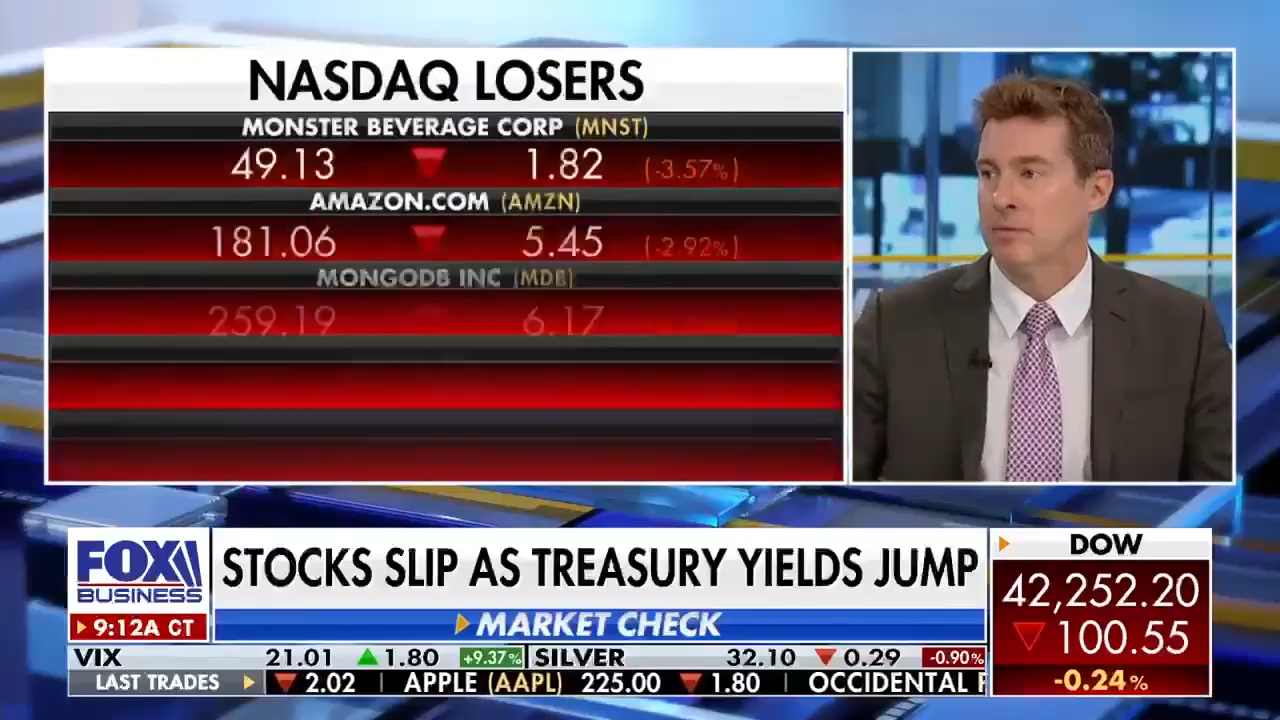 NASDAQ LOSERS
MONSTER BEVERAGE CORP (MNST)
49.13 ▼ 1.82 (-3.57%)
AMAZON.COM (AMZN)
181.06 ▼ 5.45 (-2.92%)
MONGODB INC (MDB)
259.19 6.17
FOX BUSINESS
9:12A CT
STOCKS SLIP AS TREASURY YIELDS JUMP
MARKET CHECK
DOW
42,252.20
▼ 100.55
-0.24%
VIX 21.01 ▲ 1.80 +9.37% SILVER 32.10 ▼ 0.29 -0.90%
LAST TRADES ▼ 2.02 | APPLE (AAPL) 225.00 ▼ 1.80 | OCCIDENTAL